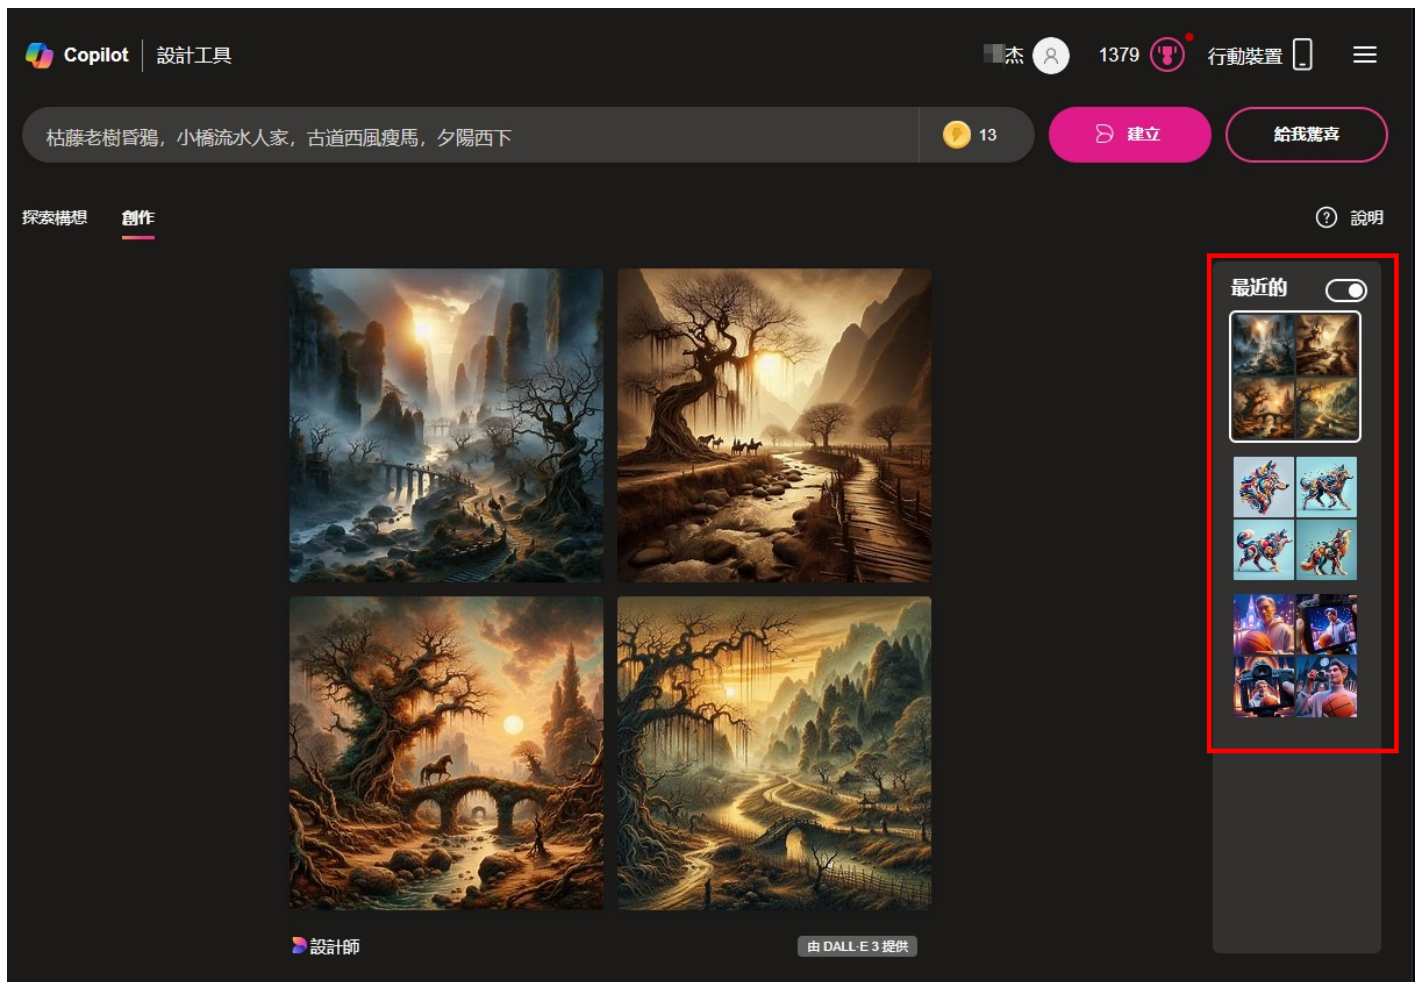 Copilot 設計工具
杰 1379 行動裝置
枯藤老樹昏鴉，小橋流水人家，古道西風瘦馬，夕陽西下 13 建立 給我驚喜
探索構想 創作 說明
最近的
設計師 由 DALL·E 3 提供